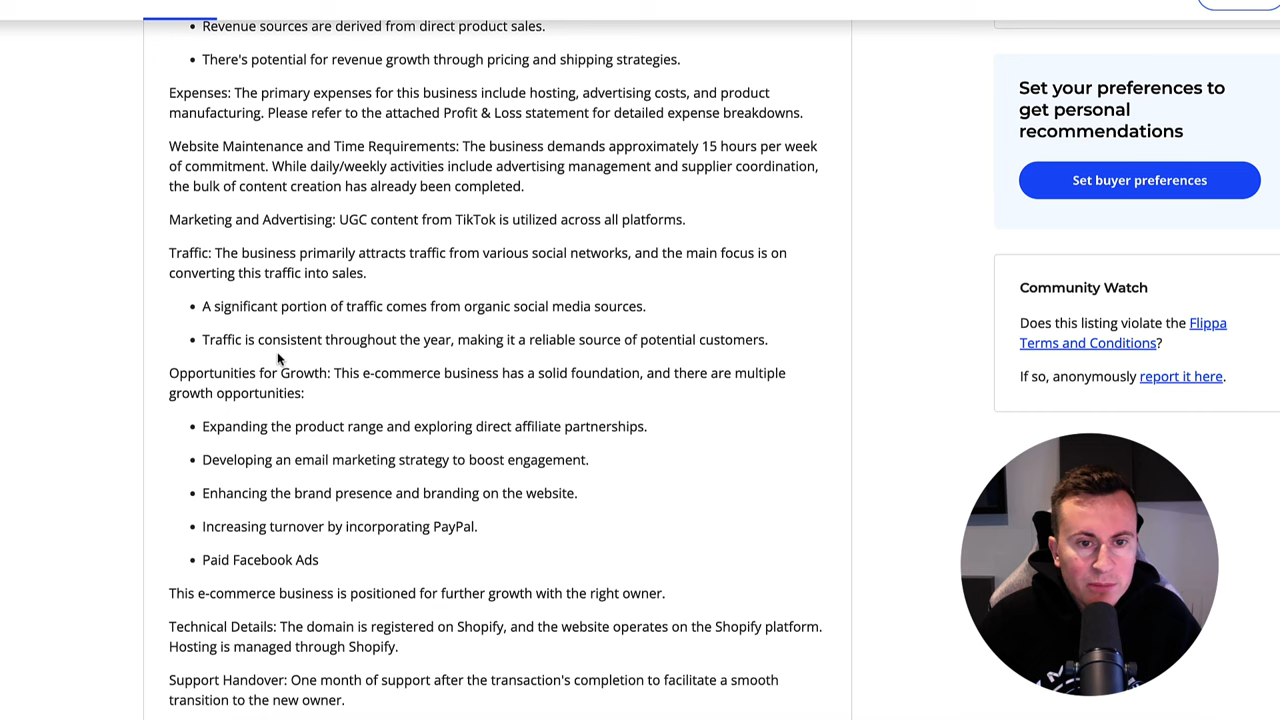 Revenue sources are derived from direct product sales.
There's potential for revenue growth through pricing and shipping strategies.
Expenses: The primary expenses for this business include hosting, advertising costs, and product
manufacturing. Please refer to the attached Profit & Loss statement for detailed expense breakdowns.
Website Maintenance and Time Requirements: The business demands approximately 15 hours per week
of commitment. While daily/weekly activities include advertising management and supplier coordination,
the bulk of content creation has already been completed.
Marketing and Advertising: UGC content from TikTok is utilized across all platforms.
Traffic: The business primarily attracts traffic from various social networks, and the main focus is on
converting this traffic into sales.
A significant portion of traffic comes from organic social media sources.
Traffic is consistent throughout the year, making it a reliable source of potential customers.
Opportunities for Growth: This e-commerce business has a solid foundation, and there are multiple
growth opportunities:
Expanding the product range and exploring direct affiliate partnerships.
Developing an email marketing strategy to boost engagement.
Enhancing the brand presence and branding on the website.
Increasing turnover by incorporating PayPal.
Paid Facebook Ads
This e-commerce business is positioned for further growth with the right owner.
Technical Details: The domain is registered on Shopify, and the website operates on the Shopify platform.
Hosting is managed through Shopify.
Support Handover: One month of support after the transaction's completion to facilitate a smooth
transition to the new owner.
Set your preferences to
get personal
recommendations
Set buyer preferences
Community Watch
Does this listing violate the Flippa
Terms and Conditions?
If so, anonymously report it here.